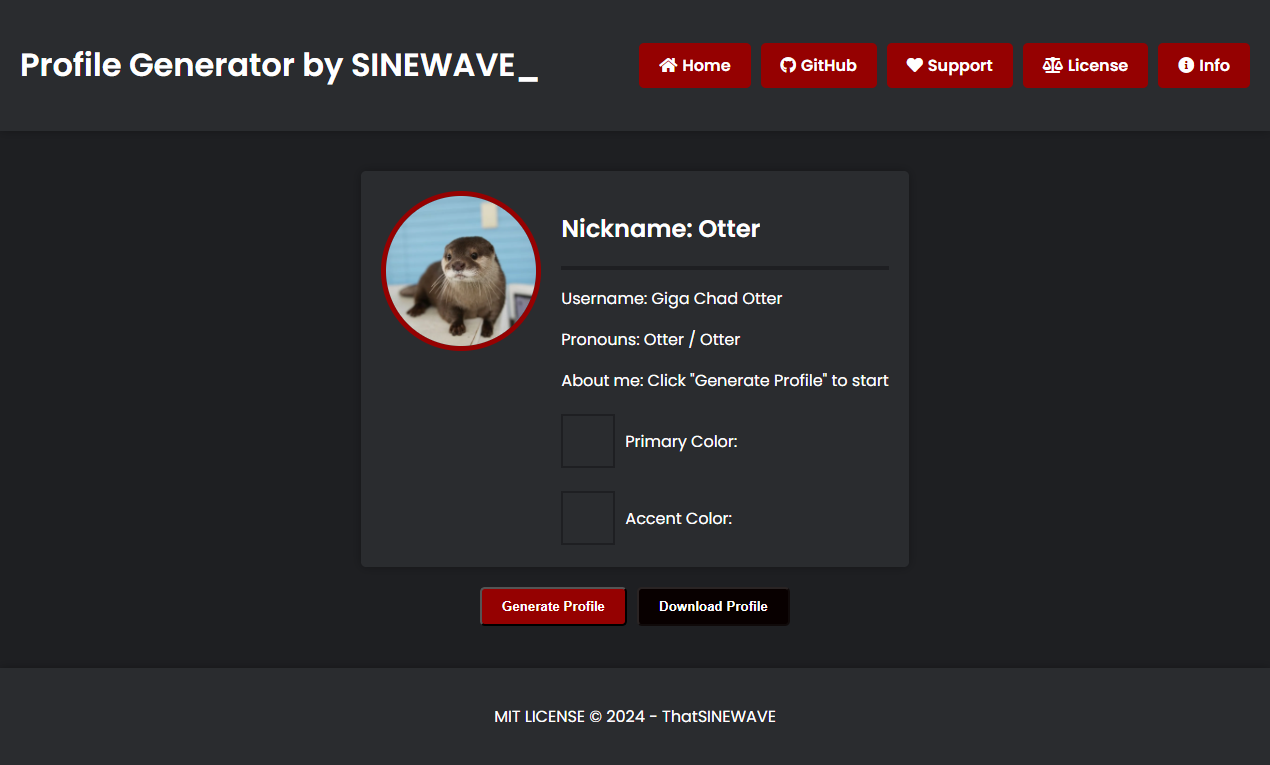 Profile Generator by SINEWAVE_
Home
GitHub
Support
License
Info
Nickname: Otter
Username: Giga Chad Otter
Pronouns: Otter / Otter
About me: Click "Generate Profile" to start
Primary Color:
Accent Color:
Generate Profile
Download Profile
MIT LICENSE © 2024 - ThatSINEWAVE